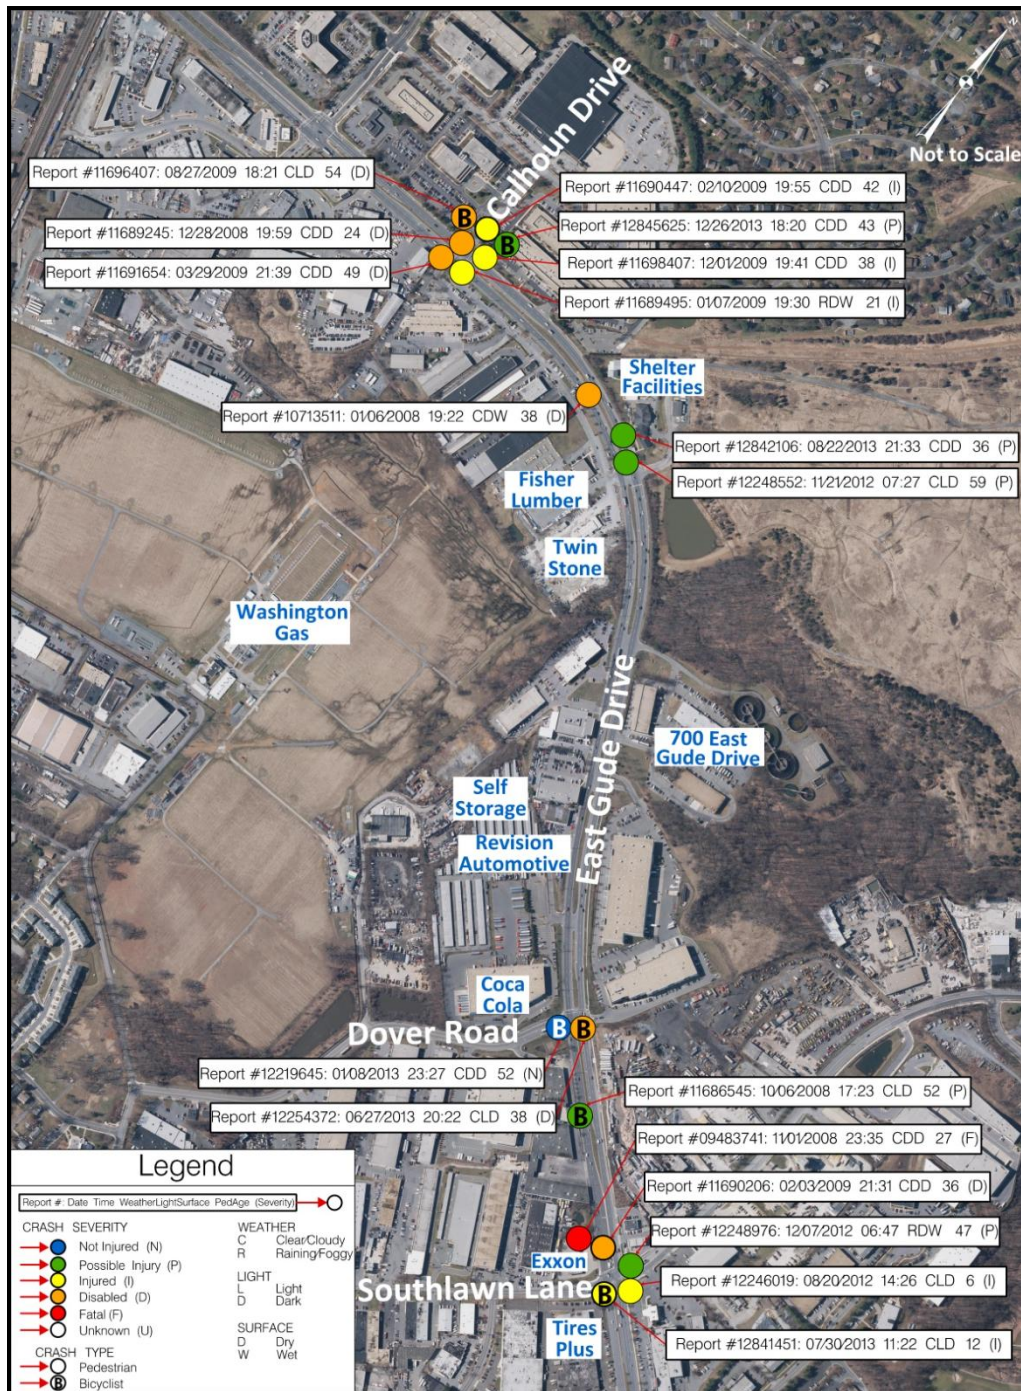 N
Calhoun Drive
Not to Scale
Report #11696407: 08/27/2009 18:21 CLD 54 (D)
Report #11690447: 02/10/2009 19:55 CDD 42 (I)
B
Report #12845625: 12/26/2013 18:20 CDD 43 (P)
Report #11689245: 12/28/2008 19:59 CDD 24 (D)
B
Report #11698407: 12/01/2009 19:41 CDD 38 (I)
Report #11691654: 03/29/2009 21:39 CDD 49 (D)
Report #11689495: 01/07/2009 19:30 RDW 21 (I)
Shelter
Facilities
Report #10713511: 01/06/2008 19:22 CDW 38 (D)
Report #12842106: 08/22/2013 21:33 CDD 36 (P)
Report #12248552: 11/21/2012 07:27 CLD 59 (P)
Fisher
Lumber
Twin
Stone
Washington
Gas
East Gude Drive
700 East
Gude Drive
Self
Storage
Revision
Automotive
Coca
Cola
Dover Road
B
B
Report #12219645: 01/08/2013 23:27 CDD 52 (N)
Report #11686545: 10/06/2008 17:23 CLD 52 (P)
Report #12254372: 06/27/2013 20:22 CLD 38 (D)
B
Report #09483741: 11/01/2008 23:35 CDD 27 (F)
Report #11690206: 02/03/2009 21:31 CDD 36 (D)
Report #12248976: 12/07/2012 06:47 RDW 47 (P)
Exxon
Southlawn Lane
B
Report #12246019: 08/20/2012 14:26 CLD 6 (I)
Tires
Plus
Report #12841451: 07/30/2013 11:22 CLD 12 (I)
Legend
Report #: Date Time WeatherLightSurface PedAge (Severity)
CRASH SEVERITY
Not Injured (N)
Possible Injury (P)
Injured (I)
Disabled (D)
Fatal (F)
Unknown (U)
CRASH TYPE
Pedestrian
B Bicyclist
WEATHER
C Clear/Cloudy
R Raining/Foggy
LIGHT
L Light
D Dark
SURFACE
D Dry
W Wet